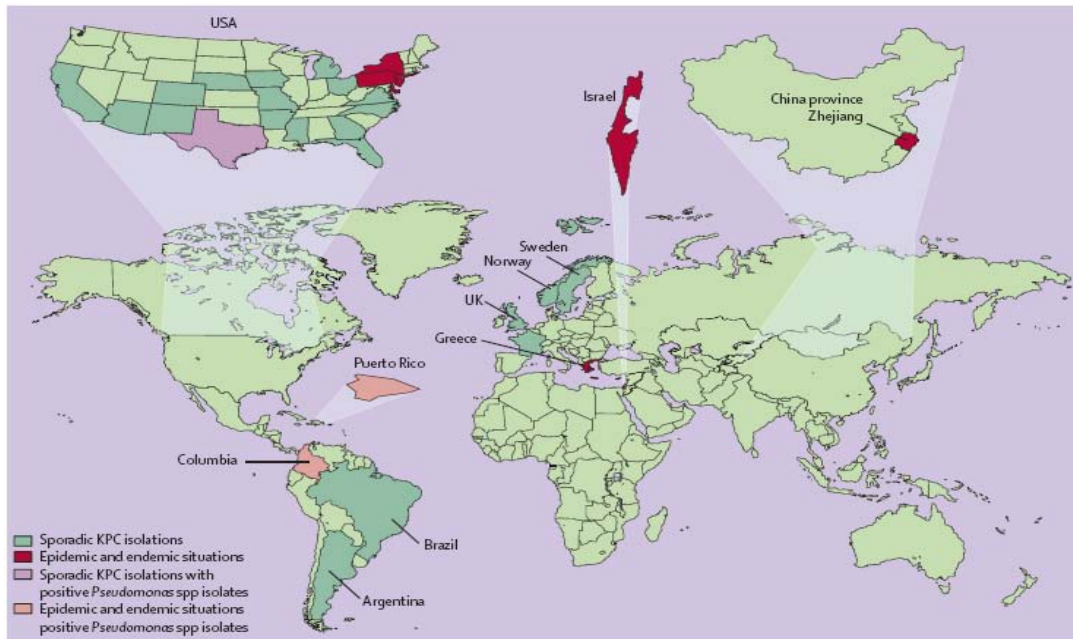 USA
Israel
China province
Zhejiang
Sweden
Norway
UK
Greece
Puerto Rico
Columbia
Brazil
Argentina
Sporadic KPC isolations
Epidemic and endemic situations
Sporadic KPC isolations with
positive Pseudomonas spp isolates
Epidemic and endemic situations
positive Pseudomonas spp isolates